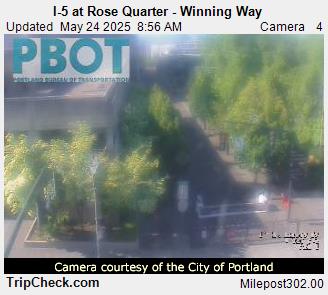 I-5 at Rose Quarter - Winning Way
Updated May 24 2025 8:56 AM Camera 4
PBOT
PORTLAND BUREAU OF TRANSPORTATION
Camera courtesy of the City of Portland
TripCheck.com Milepost302.00